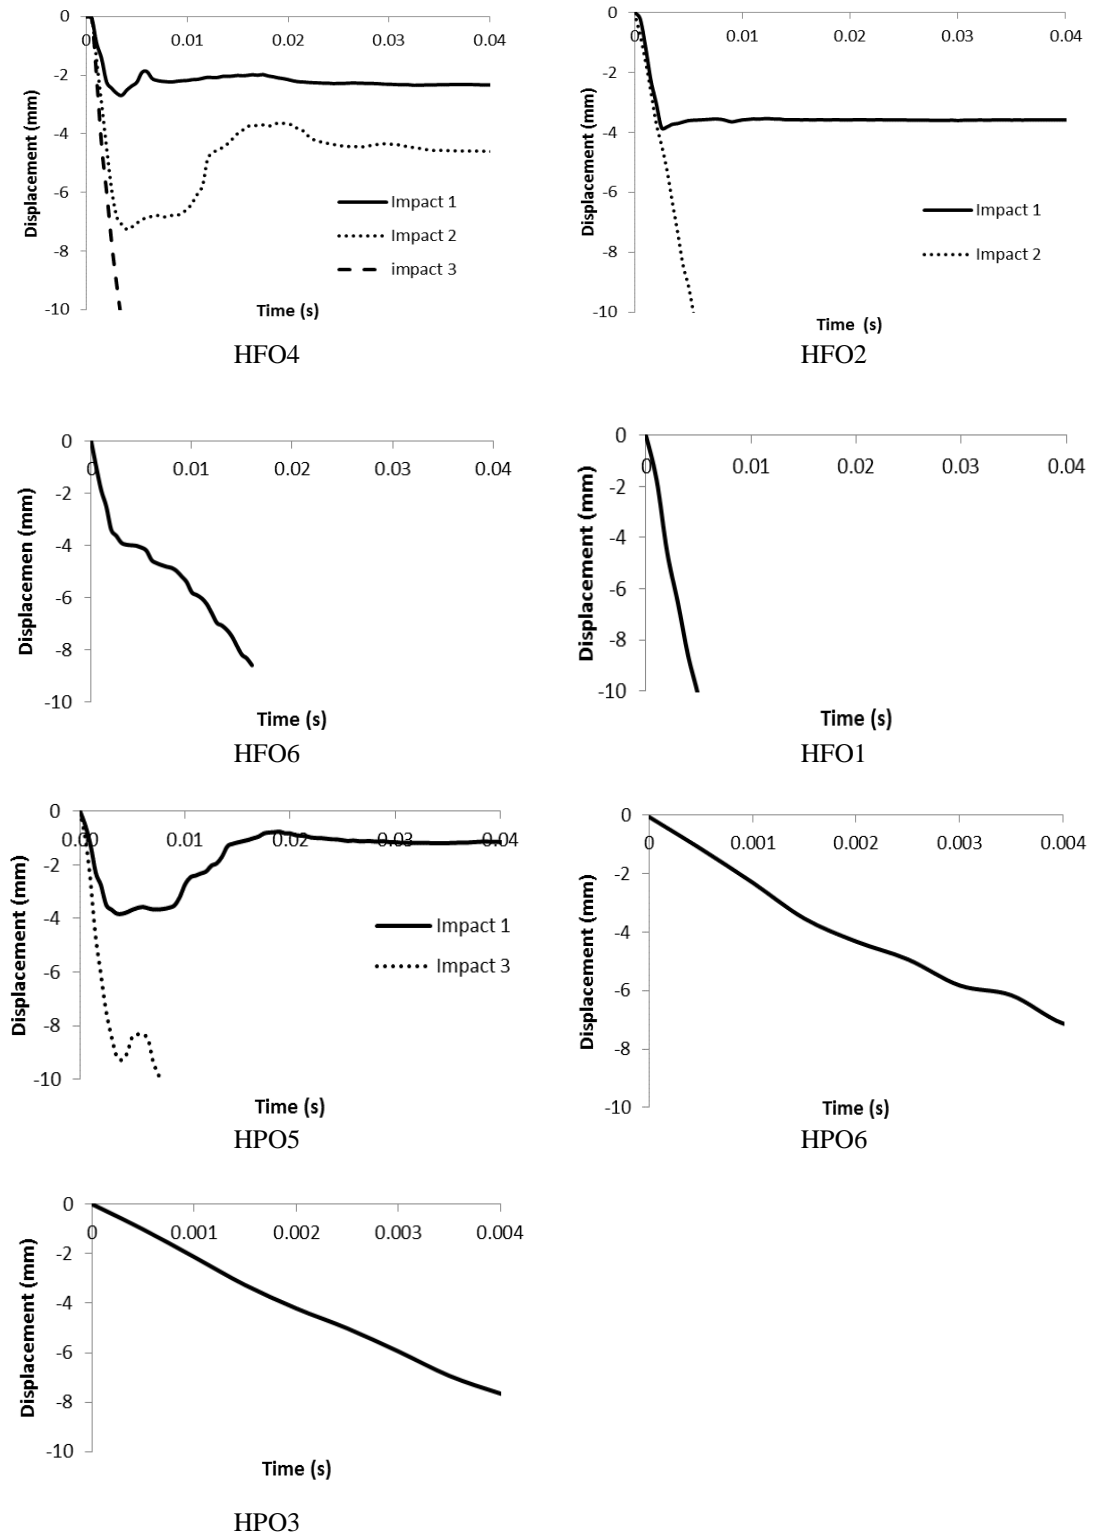 0
0 0.01 0.02 0.03 0.04
-2
-4
-6
-8
-10
Displacement (mm)
Impact 1
Impact 2
impact 3
Time (s)
HFO4
0
0 0.01 0.02 0.03 0.04
-2
-4
-6
-8
-10
Displacement (mm)
Impact 1
Impact 2
Time (s)
HFO2
0
0 0.01 0.02 0.03 0.04
-2
-4
-6
-8
-10
Displacemen (mm)
Time (s)
HFO6
0
0 0.01 0.02 0.03 0.04
-2
-4
-6
-8
-10
Displacement (mm)
Time (s)
HFO1
0
0.00 0.01 0.02 0.03 0.04
-2
-4
-6
-8
-10
Displacement (mm)
Impact 1
Impact 3
Time (s)
HPO5
0
0 0.001 0.002 0.003 0.004
-2
-4
-6
-8
-10
Displacement (mm)
Time (s)
HPO6
0
0 0.001 0.002 0.003 0.004
-2
-4
-6
-8
-10
Displacement (mm)
Time (s)
HPO3